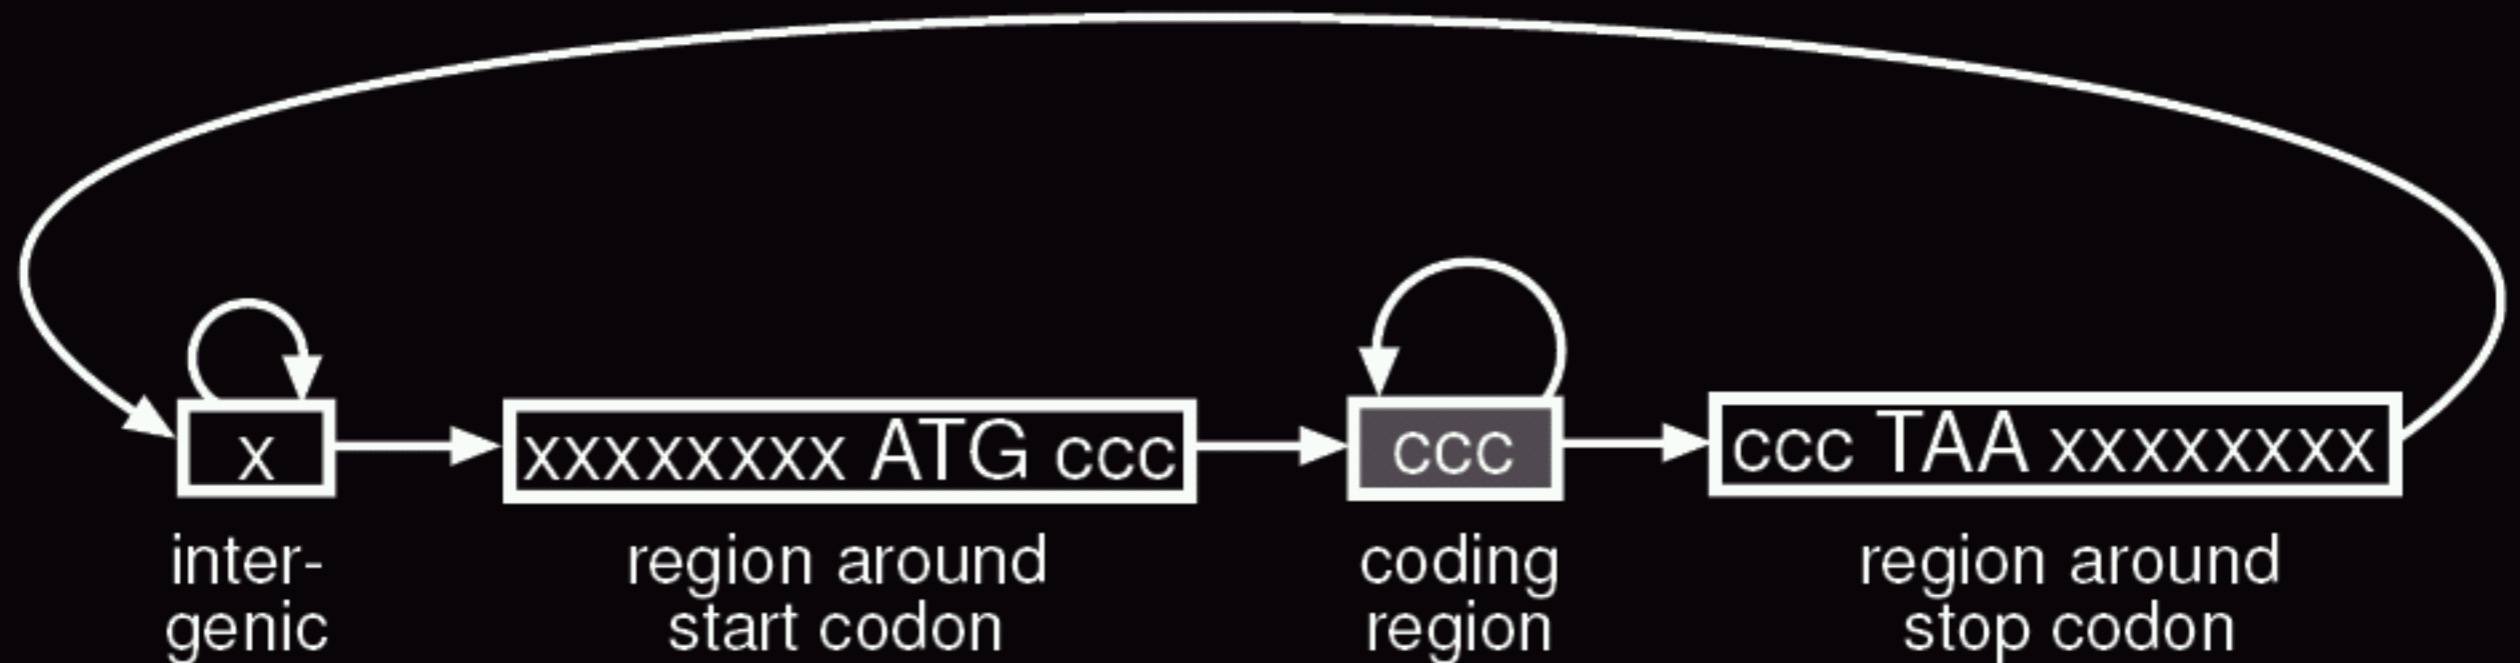 x
xxxxxxxx ATG ccc
ccc
ccc TAA xxxxxxxx
inter-
genic
region around
start codon
coding
region
region around
stop codon